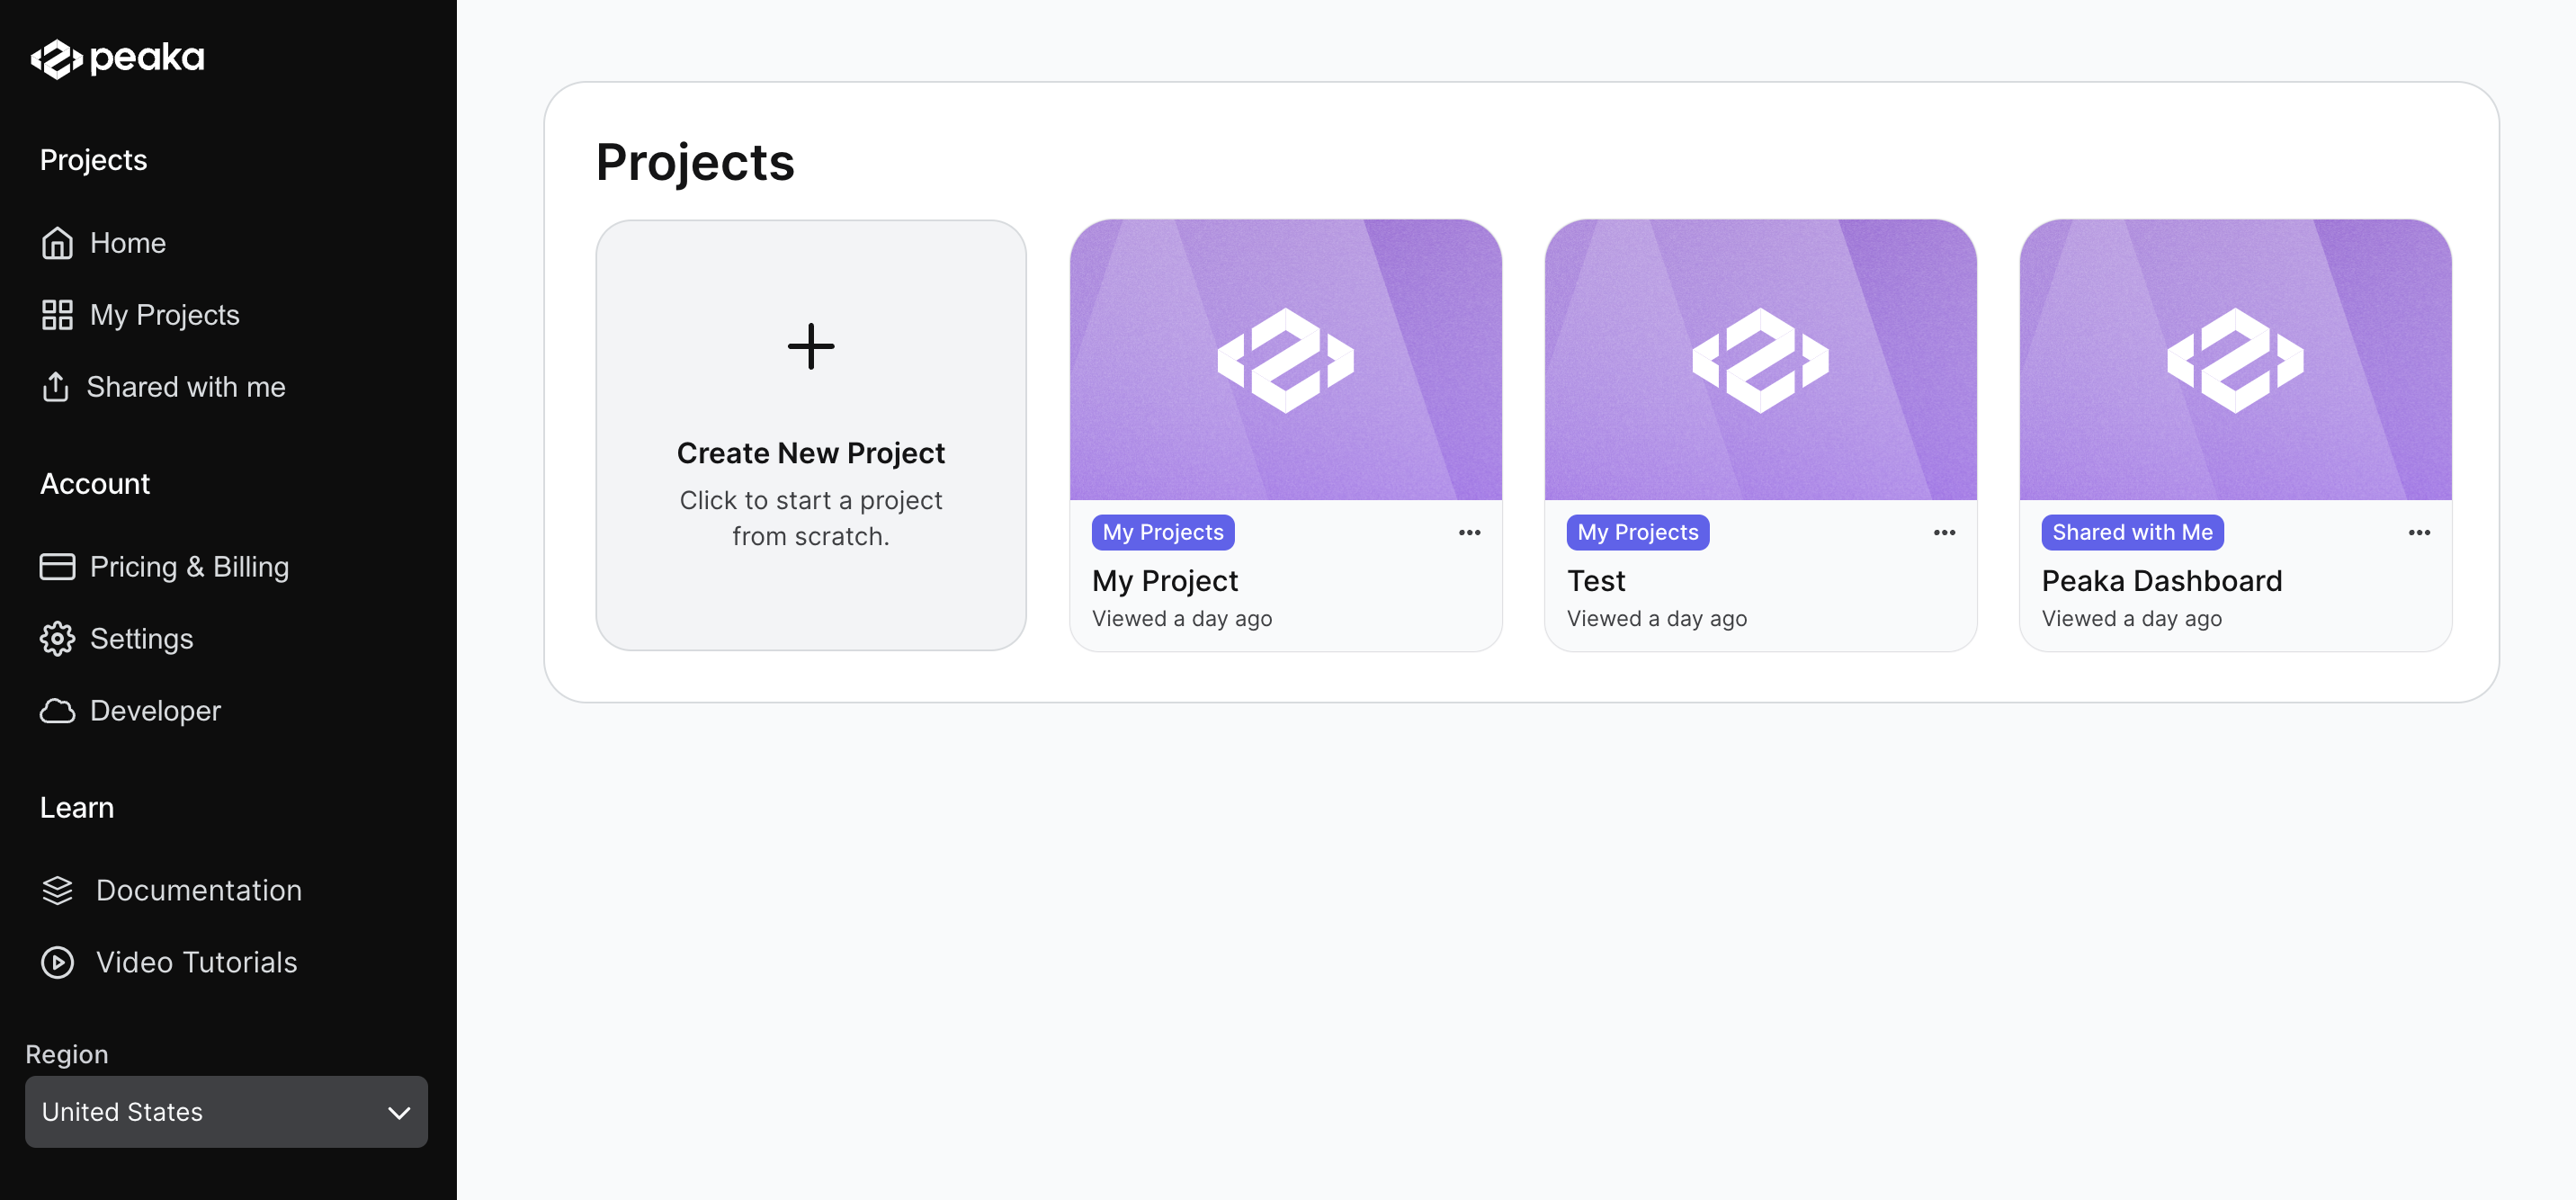 peaka
Projects
Home
My Projects
Shared with me
Account
Pricing & Billing
Settings
Developer
Learn
Documentation
Video Tutorials
Region
United States
Projects
Create New Project
Click to start a project
from scratch.
My Projects
My Project
Viewed a day ago
My Projects
Test
Viewed a day ago
Shared with Me
Peaka Dashboard
Viewed a day ago